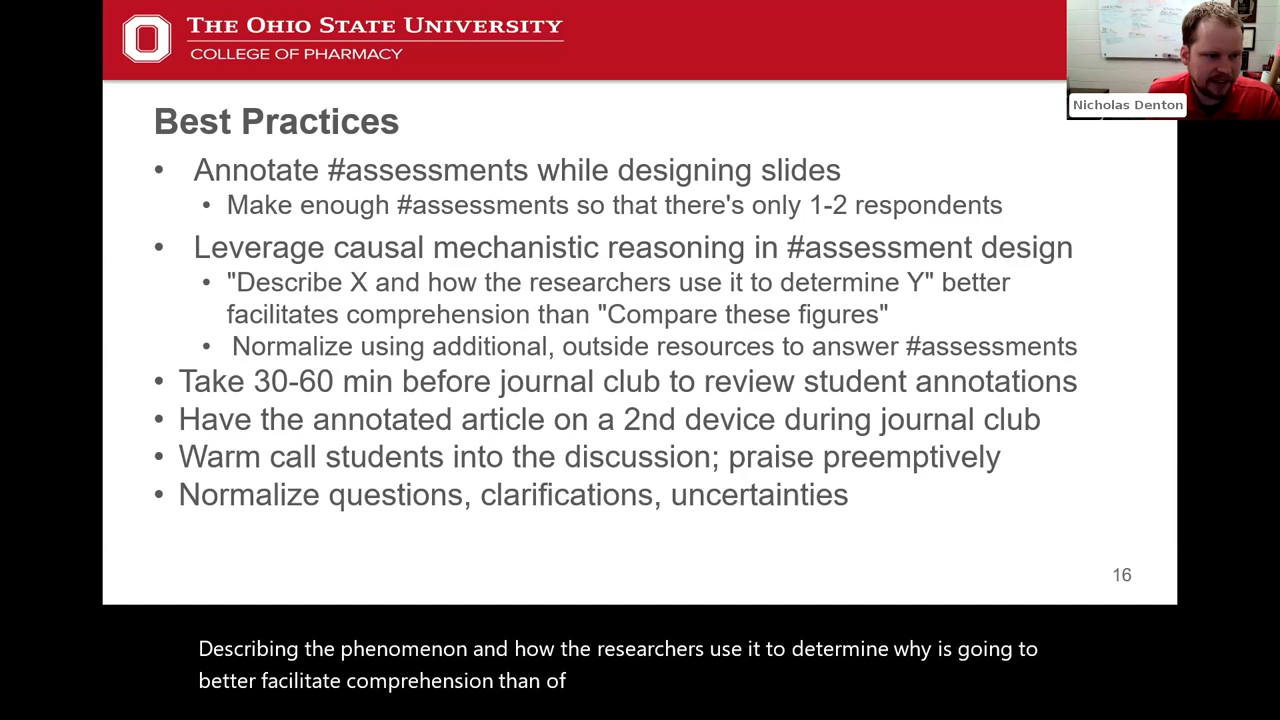 THE OHIO STATE UNIVERSITY
COLLEGE OF PHARMACY
Nicholas Denton
Best Practices
• Annotate #assessments while designing slides
• Make enough #assessments so that there's only 1-2 respondents
• Leverage causal mechanistic reasoning in #assessment design
• "Describe X and how the researchers use it to determine Y" better
facilitates comprehension than "Compare these figures"
• Normalize using additional, outside resources to answer #assessments
• Take 30-60 min before journal club to review student annotations
• Have the annotated article on a 2nd device during journal club
• Warm call students into the discussion; praise preemptively
• Normalize questions, clarifications, uncertainties
16
Describing the phenomenon and how the researchers use it to determine why is going to
better facilitate comprehension than of